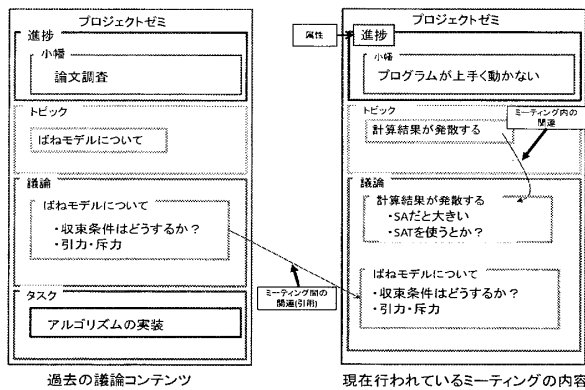 プロジェクトゼミ
進捗
小幡
論文調査
トピック
ばねモデルについて
議論
ばねモデルについて
・収束条件はどうするか？
・引力・斥力
タスク
アルゴリズムの実装
過去の議論コンテンツ
ミーティング間の
関連(引用)
プロジェクトゼミ
属性
進捗
小幡
プログラムが上手く動かない
トピック
計算結果が発散する
ミーティング内の
関連
議論
計算結果が発散する
・SAだと大きい
・SATを使うとか？
ばねモデルについて
・収束条件はどうするか？
・引力・斥力
現在行われているミーティングの内容